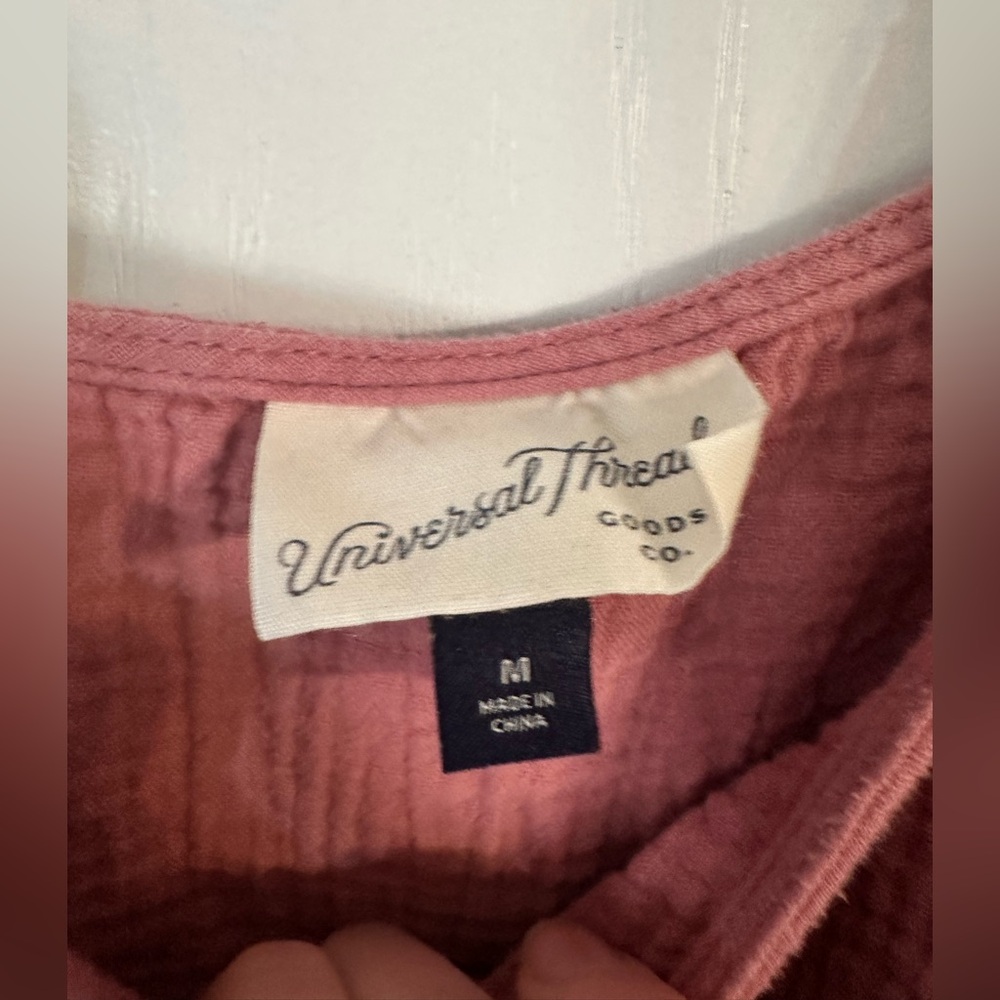 Universal Thread
GOODS
CO.
M
MADE IN
CHINA